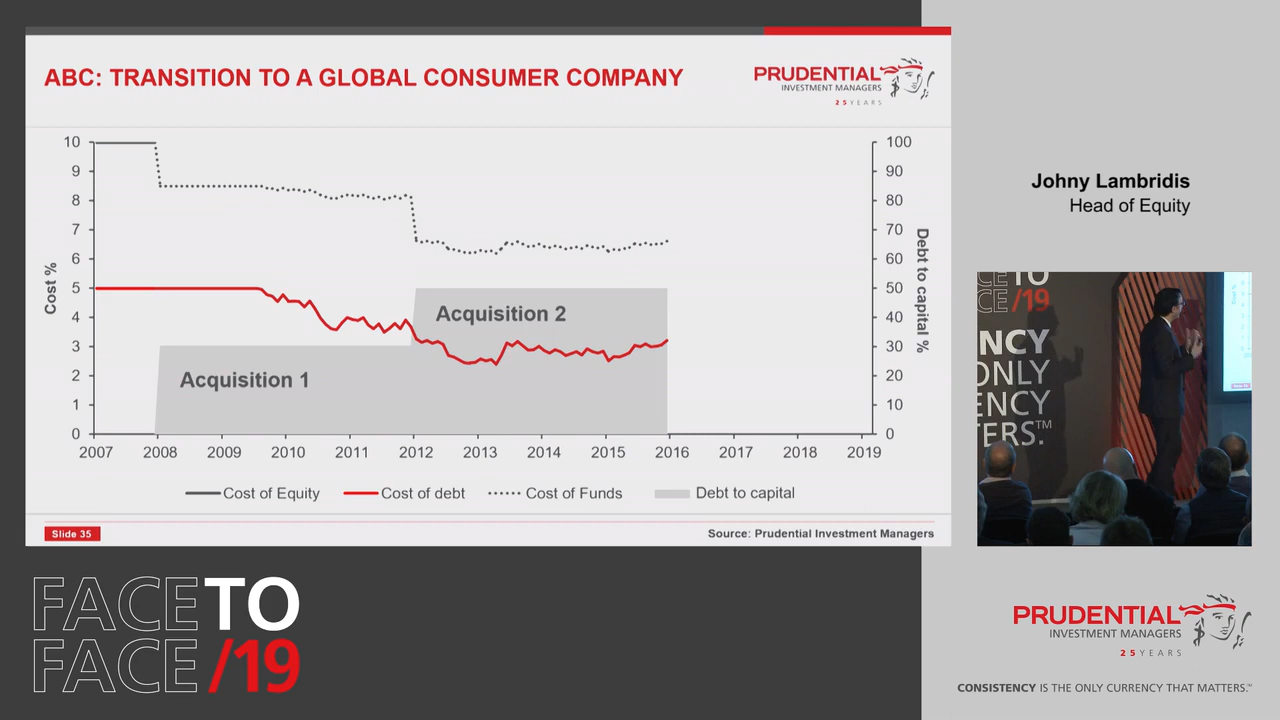 ABC: TRANSITION TO A GLOBAL CONSUMER COMPANY
PRUDENTIAL
INVESTMENT MANAGERS
25 YEARS
Cost %
10
9
8
7
6
5
4
3
2
1
0
Debt to capital %
100
90
80
70
60
50
40
30
20
10
0
Acquisition 1
Acquisition 2
2007 2008 2009 2010 2011 2012 2013 2014 2015 2016 2017 2018 2019
Cost of Equity Cost of debt Cost of Funds Debt to capital
Slide 35
Source: Prudential Investment Managers
Johny Lambridis
Head of Equity
CE TO
CE /19
NCY
ONLY
ENCY
TERS.™
FACE TO
FACE /19
PRUDENTIAL
INVESTMENT MANAGERS
25 YEARS
CONSISTENCY IS THE ONLY CURRENCY THAT MATTERS.™